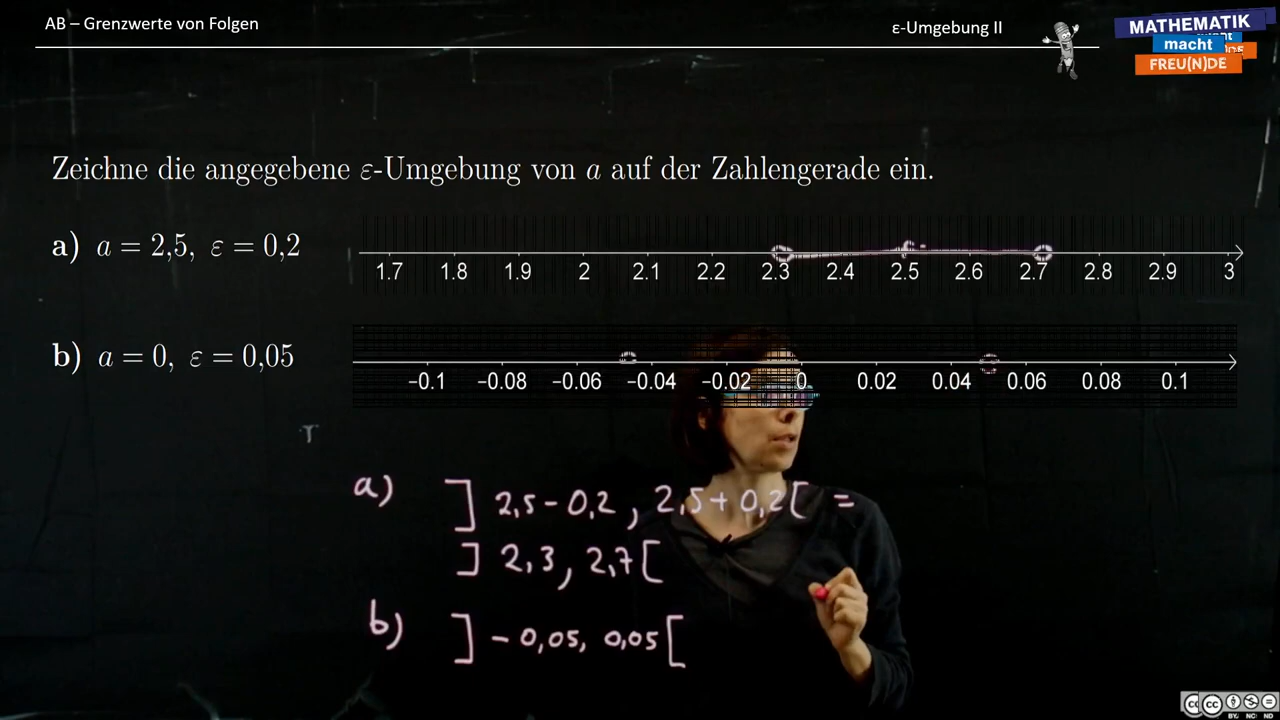 AB – Grenzwerte von Folgen
ε-Umgebung II
MATHEMATIK
macht
FREU(N)DE
Zeichne die angegebene ε-Umgebung von a auf der Zahlengerade ein.
a) a = 2,5, ε = 0,2
1.7 1.8 1.9 2 2.1 2.2 2.3 2.4 2.5 2.6 2.7 2.8 2.9 3
b) a = 0, ε = 0,05
–0.1 –0.08 –0.06 –0.04 –0.02 0 0.02 0.04 0.06 0.08 0.1
a) ] 2,5 – 0,2 , 2,5 + 0,2 [ =
] 2,3 , 2,7 [
b) ] – 0,05, 0,05 [
cc
BY NC ND